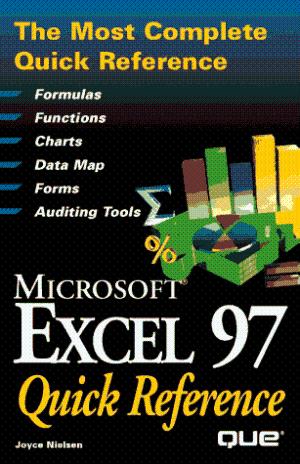 The Most Complete
Quick Reference
Formulas
Functions
Charts
Data Map
Forms
Auditing Tools
Σ
%
MICROSOFT
EXCEL 97
Quick Reference
Joyce Nielsen
QUE®